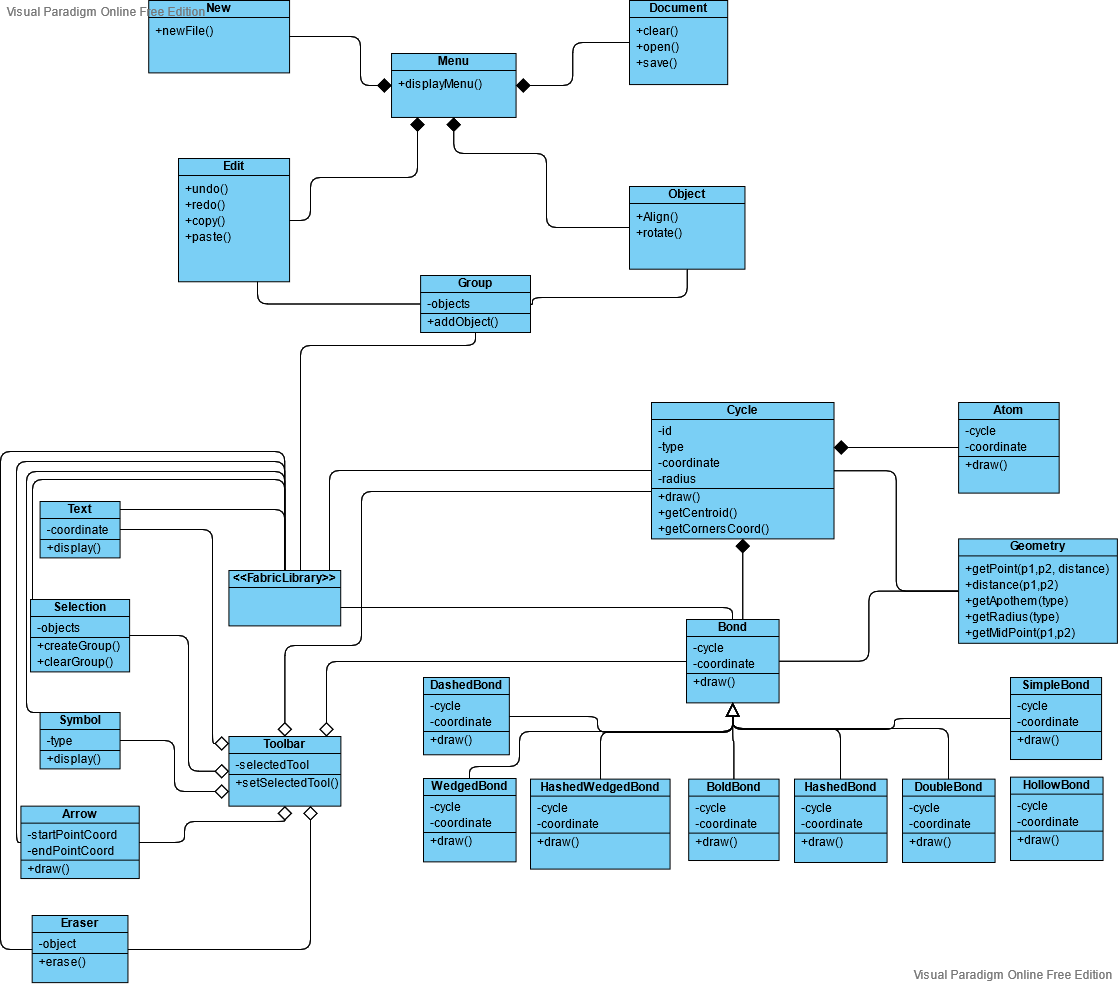 Visual Paradigm Online Free Edition
New
+newFile()
Document
+clear()
+open()
+save()
Menu
+displayMenu()
Edit
+undo()
+redo()
+copy()
+paste()
Object
+Align()
+rotate()
Group
-objects
+addObject()
Cycle
-id
-type
-coordinate
-radius
+draw()
+getCentroid()
+getCornersCoord()
Atom
-cycle
-coordinate
+draw()
Text
-coordinate
+display()
<<FabricLibrary>>
Geometry
+getPoint(p1,p2, distance)
+distance(p1,p2)
+getApothem(type)
+getRadius(type)
+getMidPoint(p1,p2)
Selection
-objects
+createGroup()
+clearGroup()
Bond
-cycle
-coordinate
+draw()
DashedBond
-cycle
-coordinate
+draw()
SimpleBond
-cycle
-coordinate
+draw()
Symbol
-type
+display()
Toolbar
-selectedTool
+setSelectedTool()
WedgedBond
-cycle
-coordinate
+draw()
HashedWedgedBond
-cycle
-coordinate
+draw()
BoldBond
-cycle
-coordinate
+draw()
HashedBond
-cycle
-coordinate
+draw()
DoubleBond
-cycle
-coordinate
+draw()
HollowBond
-cycle
-coordinate
+draw()
Arrow
-startPointCoord
-endPointCoord
+draw()
Eraser
-object
+erase()
Visual Paradigm Online Free Edition